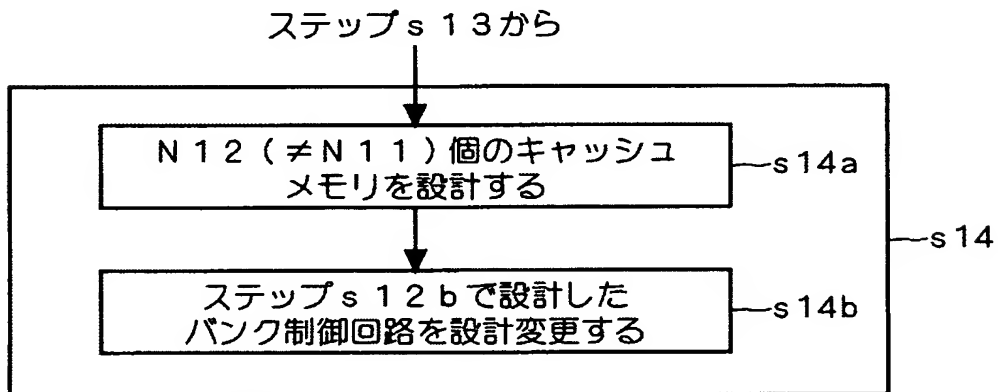 ステップｓ１３から
Ｎ１２（≠Ｎ１１）個のキャッシュ
メモリを設計する
ｓ14a
ｓ14
ステップｓ１２ｂで設計した
バンク制御回路を設計変更する
ｓ14b